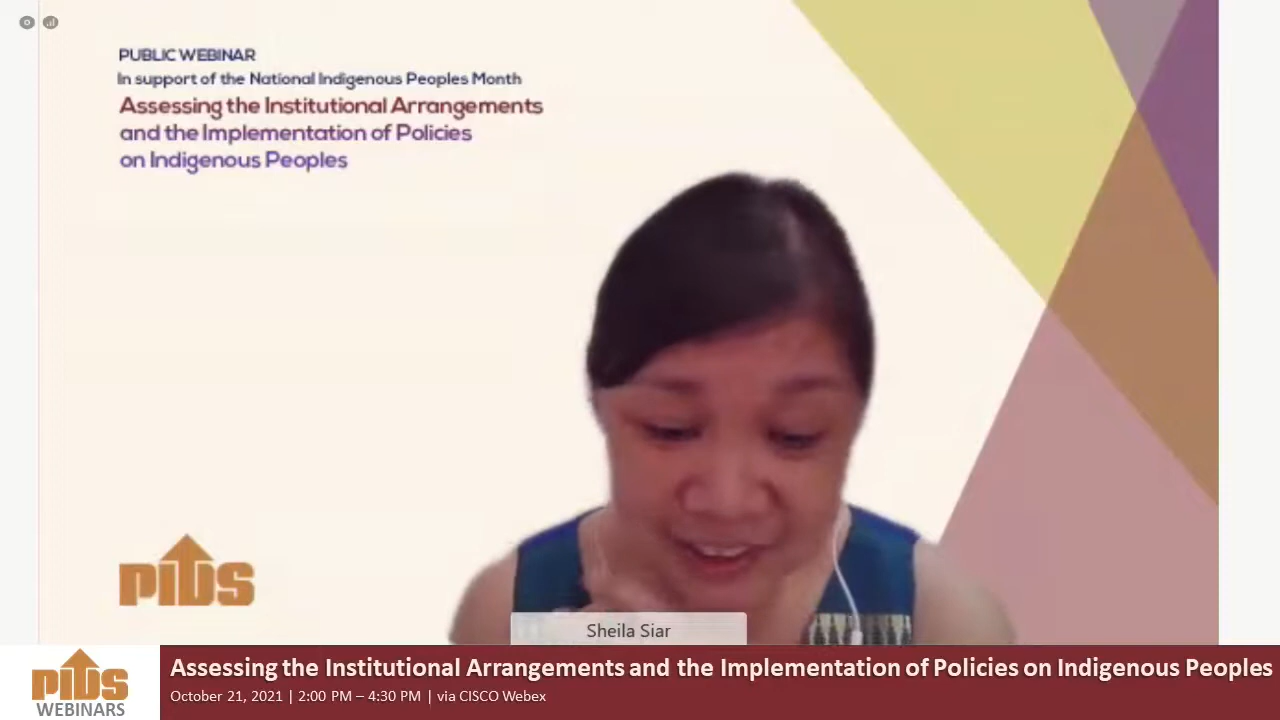 PUBLIC WEBINAR
In support of the National Indigenous Peoples Month
Assessing the Institutional Arrangements
and the Implementation of Policies
on Indigenous Peoples
PIDS
Sheila Siar
PIDS
WEBINARS
Assessing the Institutional Arrangements and the Implementation of Policies on Indigenous Peoples
October 21, 2021 | 2:00 PM – 4:30 PM | via CISCO Webex